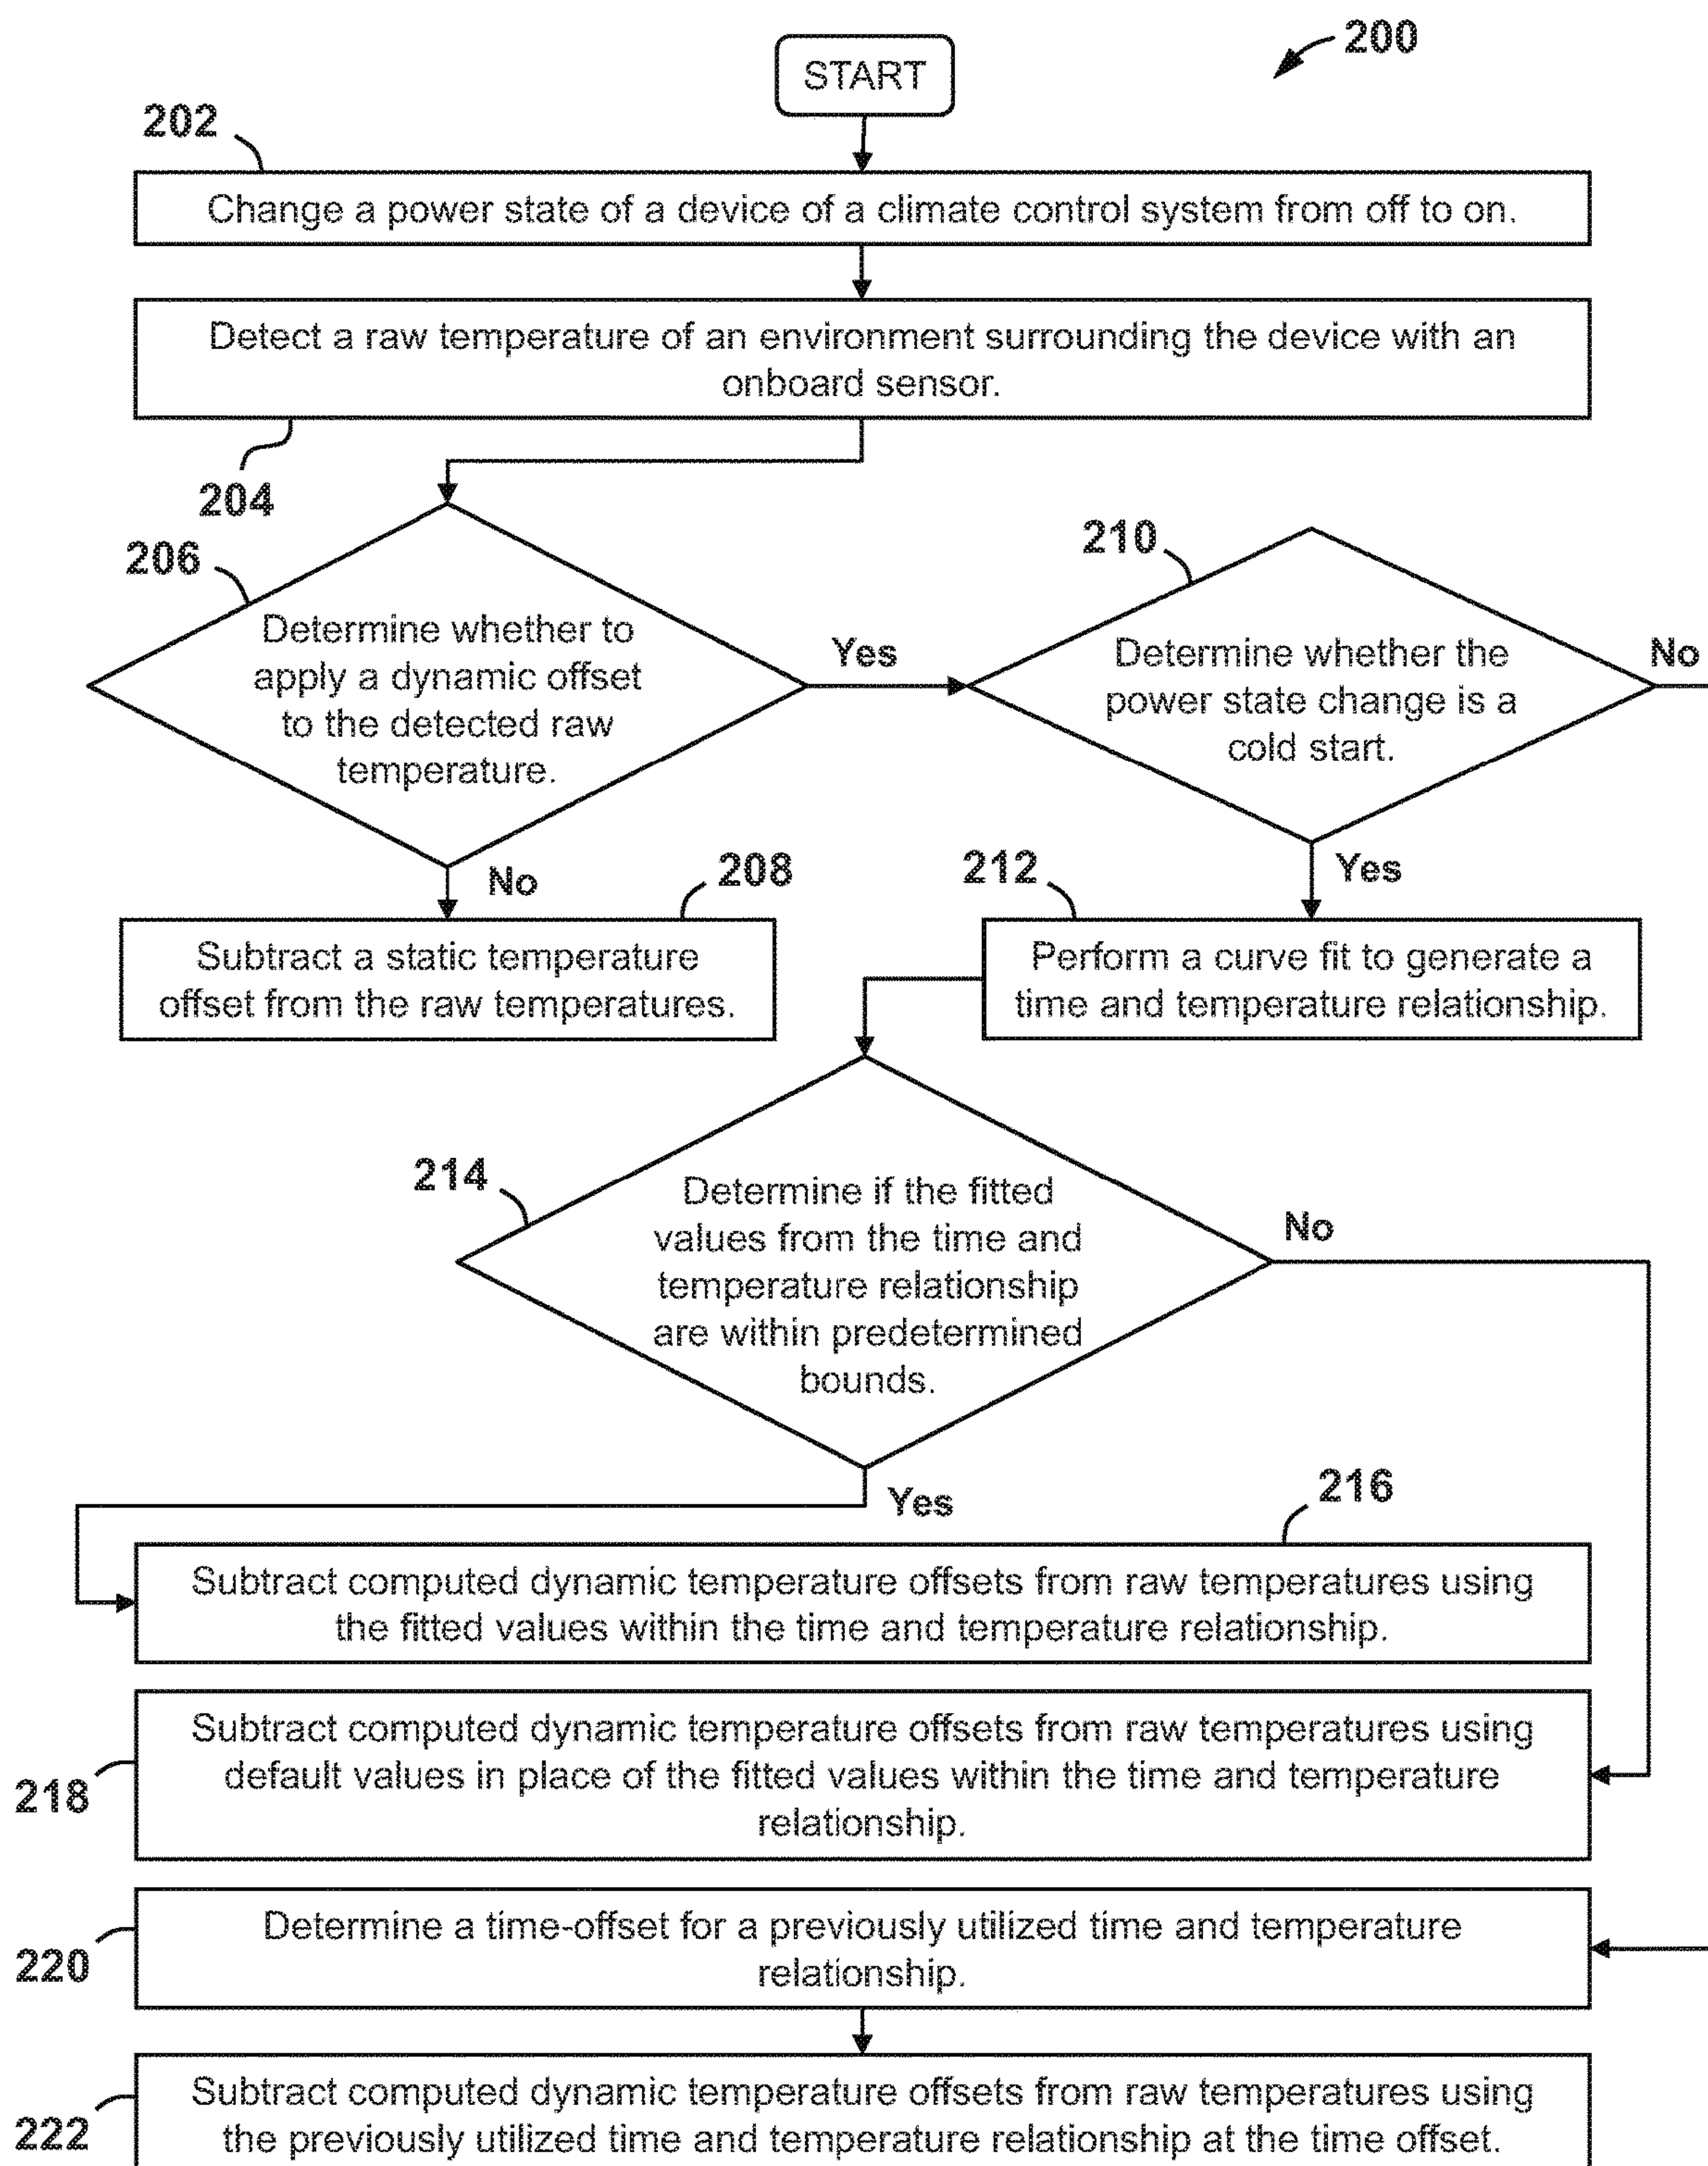 200
START
202
Change a power state of a device of a climate control system from off to on.
Detect a raw temperature of an environment surrounding the device with an
onboard sensor.
204
206
Determine whether to
apply a dynamic offset
to the detected raw
temperature.
Yes
210
Determine whether the
power state change is a
cold start.
No
No
208
Subtract a static temperature
offset from the raw temperatures.
Yes
212
Perform a curve fit to generate a
time and temperature relationship.
214
Determine if the fitted
values from the time and
temperature relationship
are within predetermined
bounds.
No
Yes
216
Subtract computed dynamic temperature offsets from raw temperatures using
the fitted values within the time and temperature relationship.
218
Subtract computed dynamic temperature offsets from raw temperatures using
default values in place of the fitted values within the time and temperature
relationship.
220
Determine a time-offset for a previously utilized time and temperature
relationship.
222
Subtract computed dynamic temperature offsets from raw temperatures using
the previously utilized time and temperature relationship at the time offset.